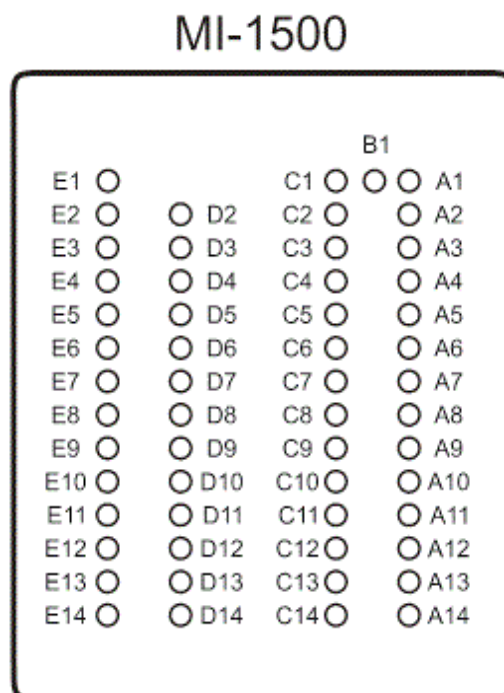 MI-1500
B1
E1 C1 A1
E2 D2 C2 A2
E3 D3 C3 A3
E4 D4 C4 A4
E5 D5 C5 A5
E6 D6 C6 A6
E7 D7 C7 A7
E8 D8 C8 A8
E9 D9 C9 A9
E10 D10 C10 A10
E11 D11 C11 A11
E12 D12 C12 A12
E13 D13 C13 A13
E14 D14 C14 A14